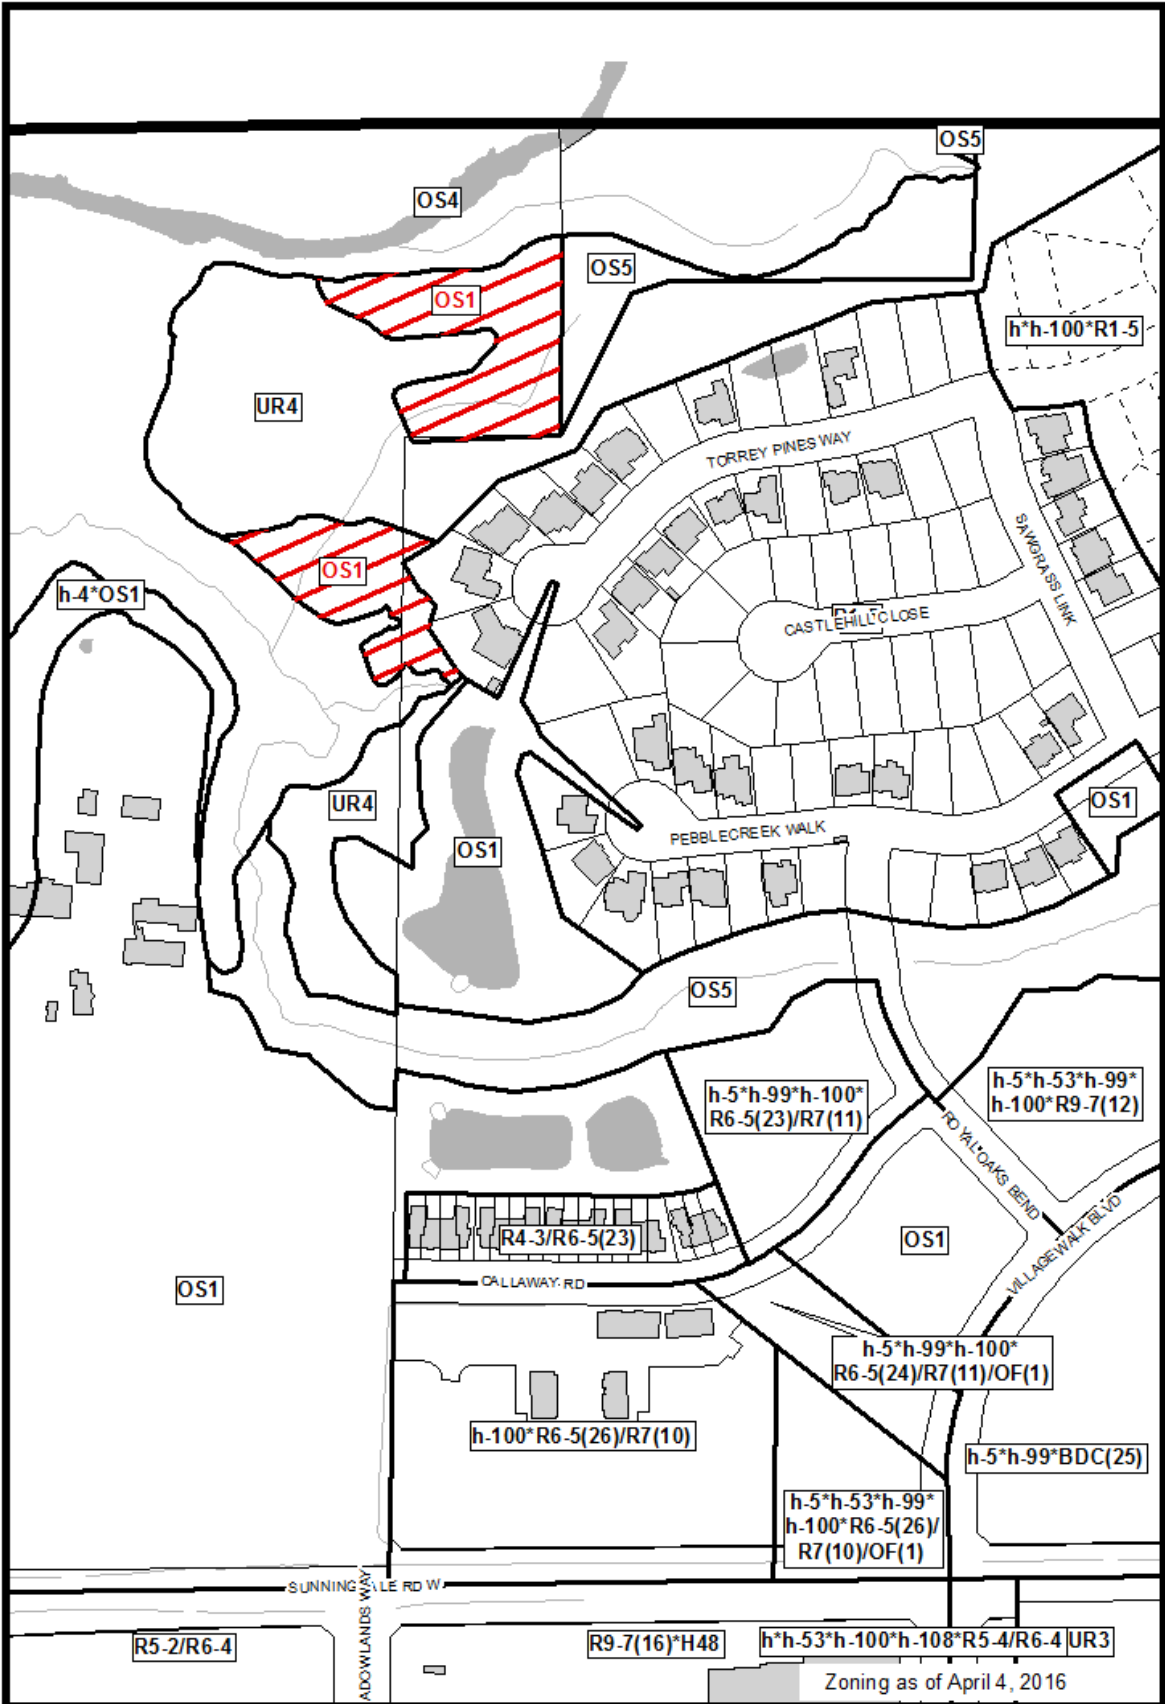 OS5
OS4
OS5
OS1
h*h-100*R1-5
UR4
TORREY PINES WAY
SAWGRASS LINK
OS1
h-4*OS1
CASTLEHILL CLOSE
UR4
OS1
PEBBLECREEK WALK
OS1
OS5
h-5*h-99*h-100*
R6-5(23)/R7(11)
h-5*h-53*h-99*
h-100*R9-7(12)
ROYAL OAKS BEND
R4-3/R6-5(23)
OS1
VILLAGEWALK BLVD
OS1
CALLAWAY RD
h-5*h-99*h-100*
R6-5(24)/R7(11)/OF(1)
h-100*R6-5(26)/R7(10)
h-5*h-99*BDC(25)
h-5*h-53*h-99*
h-100*R6-5(26)/
R7(10)/OF(1)
RD W
ADOWLANDS WAY
R5-2/R6-4
R9-7(16)*H48
h*h-53*h-100*h-108*R5-4/R6-4
UR3
Zoning as of April 4, 2016